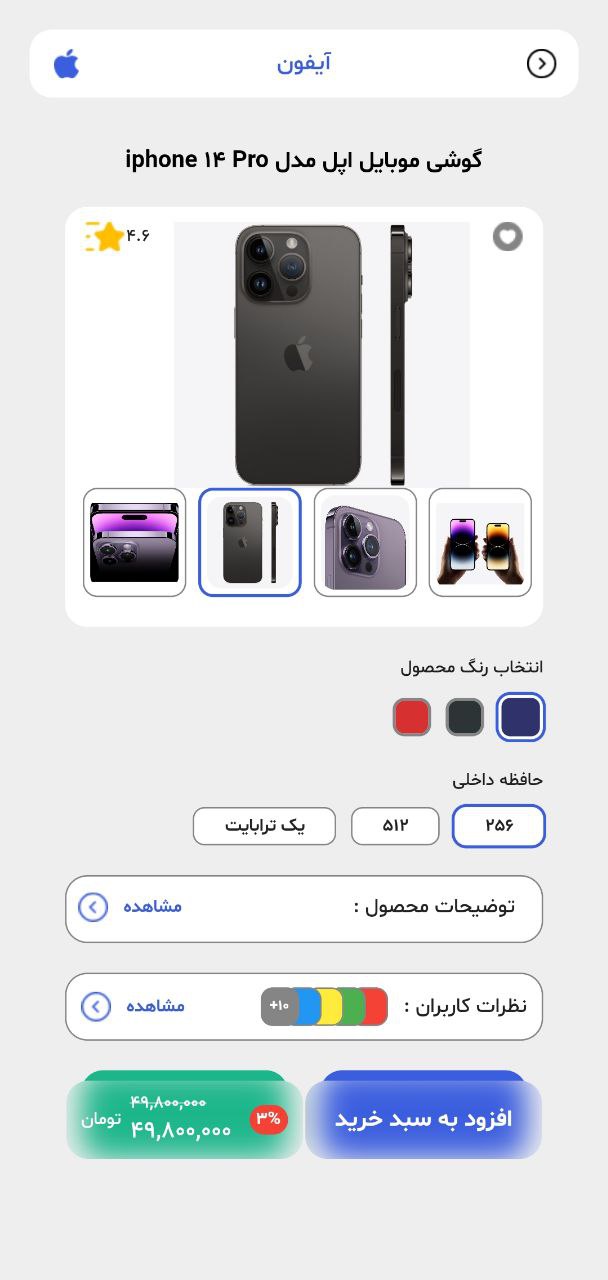 آیفون
گوشی موبایل اپل مدل iphone ۱۴ Pro
۴.۶
انتخاب رنگ محصول
حافظه داخلی
۲۵۶ ۵۱۲ یک ترابایت
توضیحات محصول : مشاهده
نظرات کاربران : +۱۰ مشاهده
افزود به سبد خرید
۳%
۴۹,۸۰۰,۰۰۰
۴۹,۸۰۰,۰۰۰ تومان